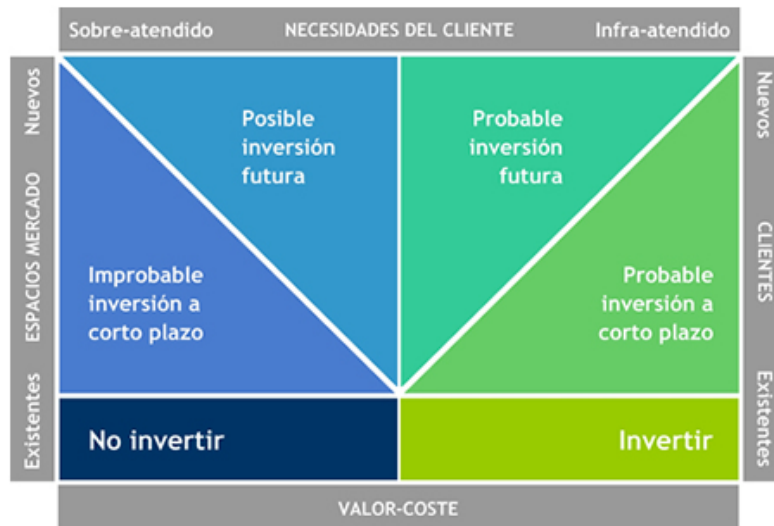 Sobre-atendido NECESIDADES DEL CLIENTE Infra-atendido
Nuevos
ESPACIOS MERCADO
Existentes
Posible
inversión
futura
Probable
inversión
futura
Improbable
inversión a
corto plazo
Probable
inversión a
corto plazo
No invertir
Invertir
Nuevos
CLIENTES
Existentes
VALOR-COSTE